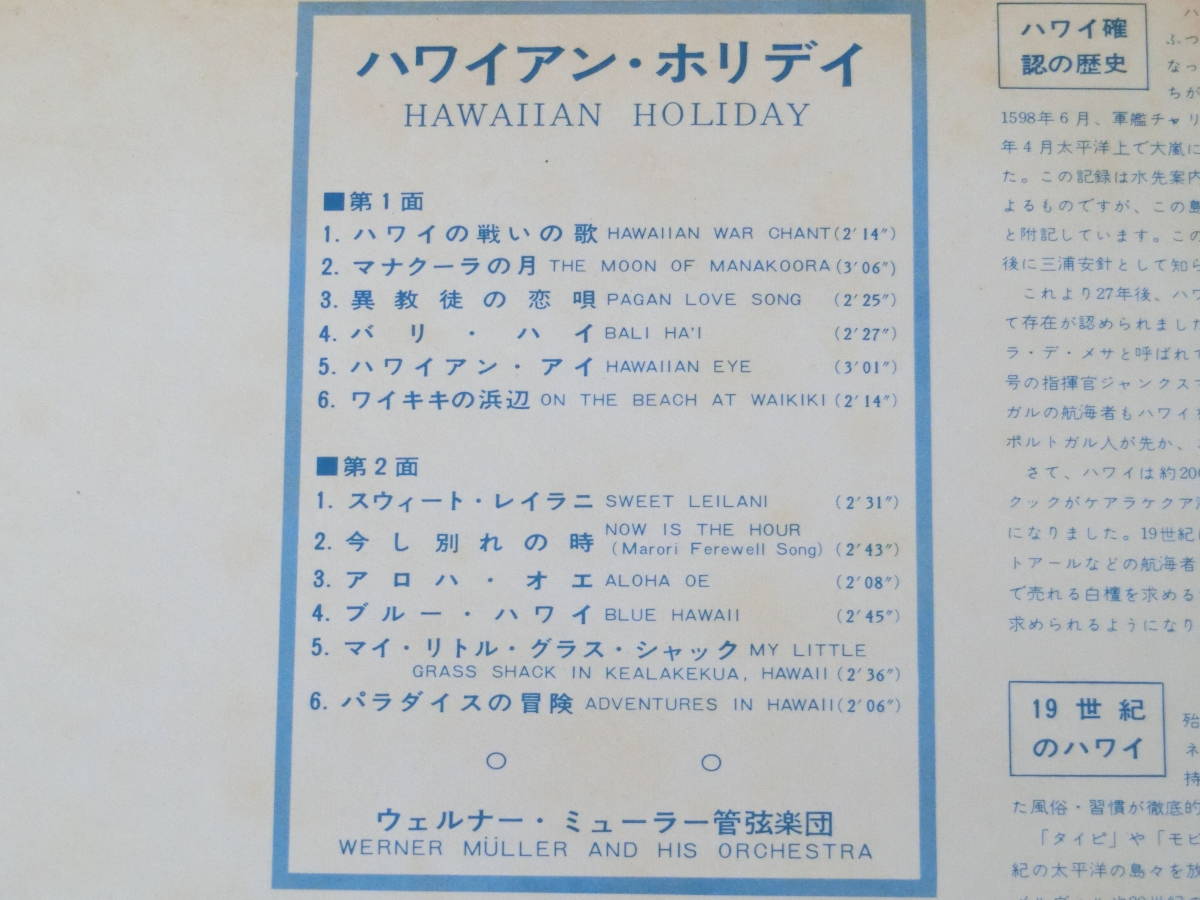 ハワイアン・ホリデイ
HAWAIIAN HOLIDAY
■第1面
1. ハワイの戦いの歌 HAWAIIAN WAR CHANT (2′14″)
2. マナクーラの月 THE MOON OF MANAKOORA (3′06″)
3. 異教徒の恋唄 PAGAN LOVE SONG (2′25″)
4. バリ・ハイ BALI HA'I (2′27″)
5. ハワイアン・アイ HAWAIIAN EYE (3′01″)
6. ワイキキの浜辺 ON THE BEACH AT WAIKIKI (2′14″)
■第2面
1. スウィート・レイラニ SWEET LEILANI (2′31″)
2. 今し別れの時 NOW IS THE HOUR
(Marori Ferewell Song) (2′43″)
3. アロハ・オエ ALOHA OE (2′08″)
4. ブルー・ハワイ BLUE HAWAII (2′45″)
5. マイ・リトル・グラス・シャック MY LITTLE
GRASS SHACK IN KEALAKEKUA, HAWAII (2′36″)
6. パラダイスの冒険 ADVENTURES IN HAWAII (2′06″)
ウェルナー・ミューラー管弦楽団
WERNER MÜLLER AND HIS ORCHESTRA
ハワイ確
認の歴史
ハ
ふつ
なっ
ちが
1598年6月、軍艦チャリ
年4月太平洋上で大嵐に
た。この記録は水先案内
よるものですが、この島
と附記しています。この
後に三浦安針として知ら
これより27年後、ハワ
て存在が認められました
ラ・デ・メサと呼ばれて
号の指揮官ジャンクス
ガルの航海者もハワイ
ポルトガル人が先か、
さて、ハワイは約200
クックがケアラケクア
になりました。19世紀
トアールなどの航海者
で売れる白檀を求める
求められるようになり
19世紀
のハワイ
殆
ネ
持
た風俗・習慣が徹底的
「タイピ」や「モビ
紀の太平洋の島々を放